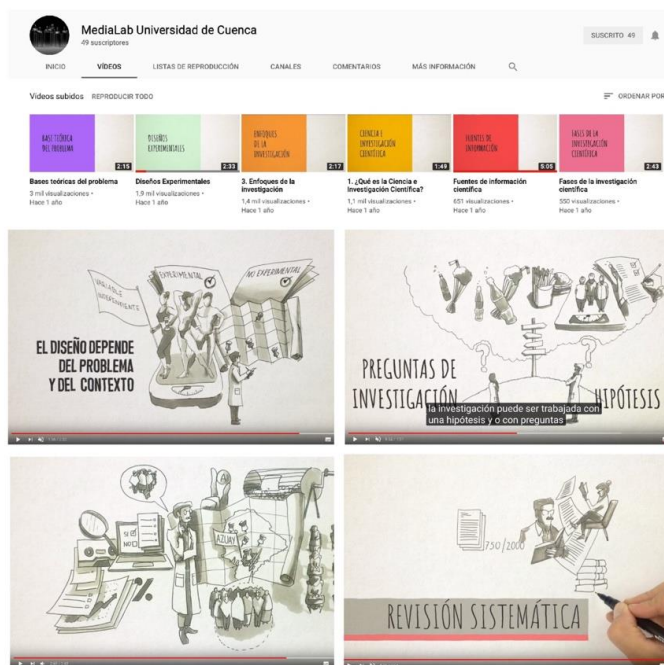 MediaLab Universidad de Cuenca
49 suscriptores
SUSCRITO 49
INICIO VÍDEOS LISTAS DE REPRODUCCIÓN CANALES COMENTARIOS MÁS INFORMACIÓN
Vídeos subidos REPRODUCIR TODO
ORDENAR POR
BASE TEÓRICA
DEL PROBLEMA
2:15
DISEÑOS
EXPERIMENTALES
2:33
ENFOQUES
DE LA
INVESTIGACIÓN
2:17
CIENCIA E
INVESTIGACIÓN
CIENTÍFICA
1:49
FUENTES DE
INFORMACIÓN
5:05
FASES DE LA
INVESTIGACIÓN
CIENTÍFICA
2:43
Bases teóricas del problema
3 mil visualizaciones •
Hace 1 año
Diseños Experimentales
1,9 mil visualizaciones •
Hace 1 año
3. Enfoques de la
investigación
1,4 mil visualizaciones •
Hace 1 año
1. ¿Qué es la Ciencia e
Investigación Científica?
1,1 mil visualizaciones •
Hace 1 año
Fuentes de información
científica
651 visualizaciones •
Hace 1 año
Fases de la investigación
científica
550 visualizaciones •
Hace 1 año
VARIABLE
INDEPENDIENTE
EXPERIMENTAL
NO EXPERIMENTAL
EL DISEÑO DEPENDE
DEL PROBLEMA
Y DEL CONTEXTO
PREGUNTAS DE
INVESTIGACIÓN
HIPÓTESIS
la investigación puede ser trabajada con
una hipótesis y o con preguntas
SI
NO
AZUAY
750/2000
REVISIÓN SISTEMÁTICA